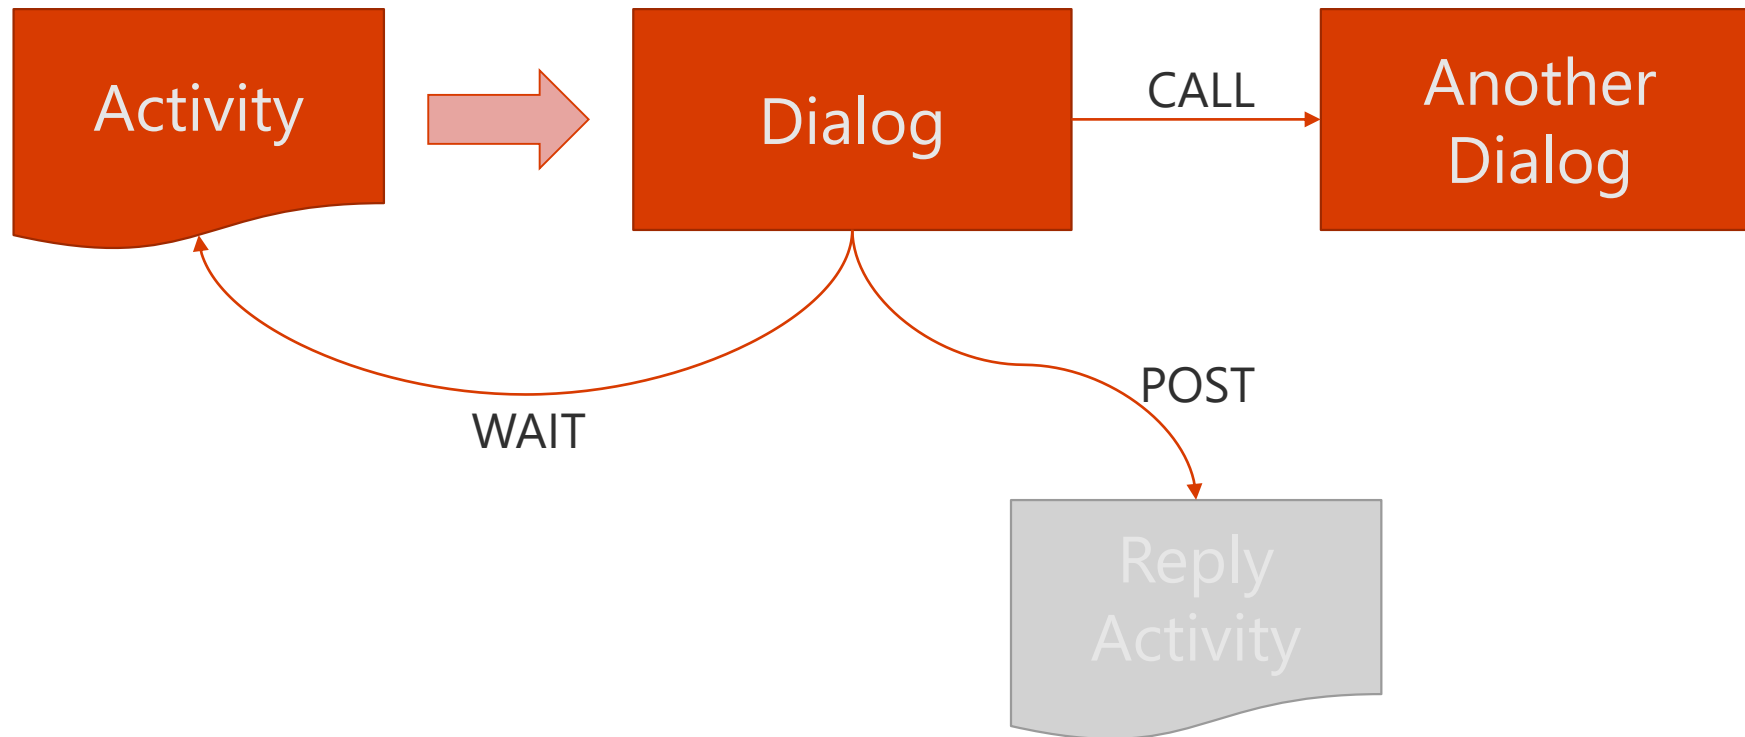 Activity
Dialog
CALL
Another
Dialog
WAIT
POST
Reply
Activity